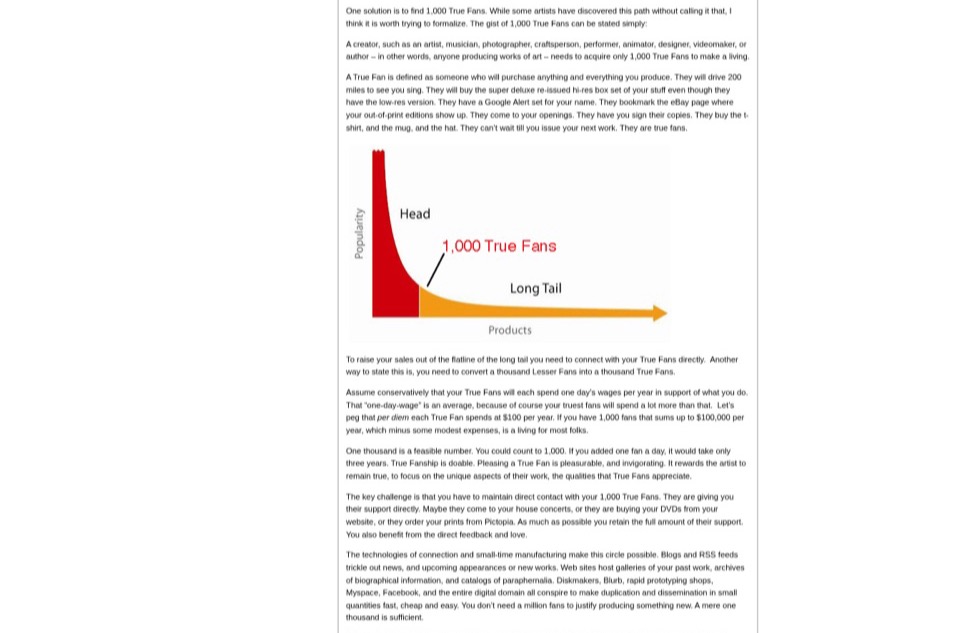 One solution is to find 1,000 True Fans. While some artists have discovered this path without calling it that, I
think it is worth trying to formalize. The gist of 1,000 True Fans can be stated simply:
A creator, such as an artist, musician, photographer, craftsperson, performer, animator, designer, videomaker, or
author – in other words, anyone producing works of art – needs to acquire only 1,000 True Fans to make a living.
A True Fan is defined as someone who will purchase anything and everything you produce. They will drive 200
miles to see you sing. They will buy the super deluxe re-issued hi-res box set of your stuff even though they
have the low-res version. They have a Google Alert set for your name. They bookmark the eBay page where
your out-of-print editions show up. They come to your openings. They have you sign their copies. They buy the t-
shirt, and the mug, and the hat. They can't wait till you issue your next work. They are true fans.
Popularity
Head
1,000 True Fans
Long Tail
Products
To raise your sales out of the flatline of the long tail you need to connect with your True Fans directly. Another
way to state this is, you need to convert a thousand Lesser Fans into a thousand True Fans.
Assume conservatively that your True Fans will each spend one day's wages per year in support of what you do.
That "one-day-wage" is an average, because of course your truest fans will spend a lot more than that. Let's
peg that per diem each True Fan spends at $100 per year. If you have 1,000 fans that sums up to $100,000 per
year, which minus some modest expenses, is a living for most folks.
One thousand is a feasible number. You could count to 1,000. If you added one fan a day, it would take only
three years. True Fanship is doable. Pleasing a True Fan is pleasurable, and invigorating. It rewards the artist to
remain true, to focus on the unique aspects of their work, the qualities that True Fans appreciate.
The key challenge is that you have to maintain direct contact with your 1,000 True Fans. They are giving you
their support directly. Maybe they come to your house concerts, or they are buying your DVDs from your
website, or they order your prints from Pictopia. As much as possible you retain the full amount of their support.
You also benefit from the direct feedback and love.
The technologies of connection and small-time manufacturing make this circle possible. Blogs and RSS feeds
trickle out news, and upcoming appearances or new works. Web sites host galleries of your past work, archives
of biographical information, and catalogs of paraphernalia. Diskmakers, Blurb, rapid prototyping shops,
Myspace, Facebook, and the entire digital domain all conspire to make duplication and dissemination in small
quantities fast, cheap and easy. You don't need a million fans to justify producing something new. A mere one
thousand is sufficient.